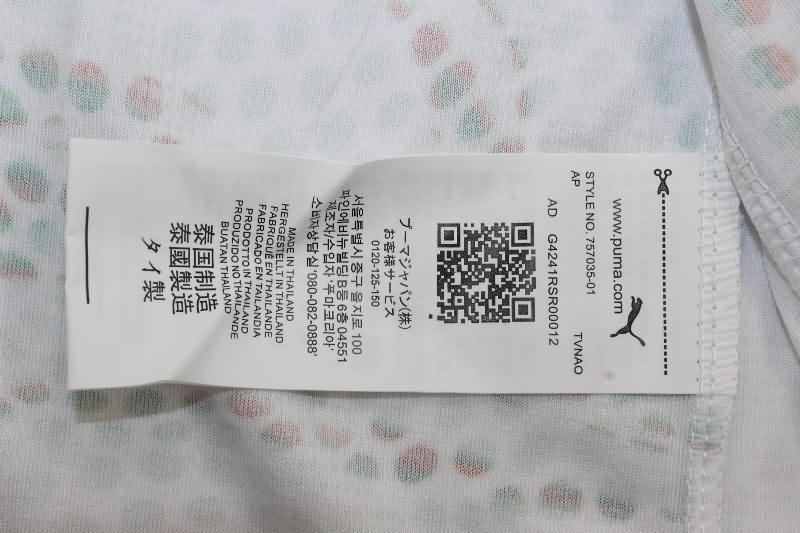 www.puma.com
STYLE NO. 757035-01
AP TVNAO
AD G4241RSR00012
プーマジャパン(株)
お客様サービス
0120-125-150
서울특별시 중구 을지로 100
파인에비뉴빌딩 B동 6층 04551
제조자/수입자 '푸마코리아'
소비자상담실 '080-082-0888'
MADE IN THAILAND
HERGESTELLT IN THAILAND
FABRIQUÉ EN THAILANDE
FABRICADO EN TAILANDIA
PRODOTTO IN THAILAND
PRODUZIDO NO THAILANDE
BUATAN THAILAND
泰国制造
泰國製造
タイ製